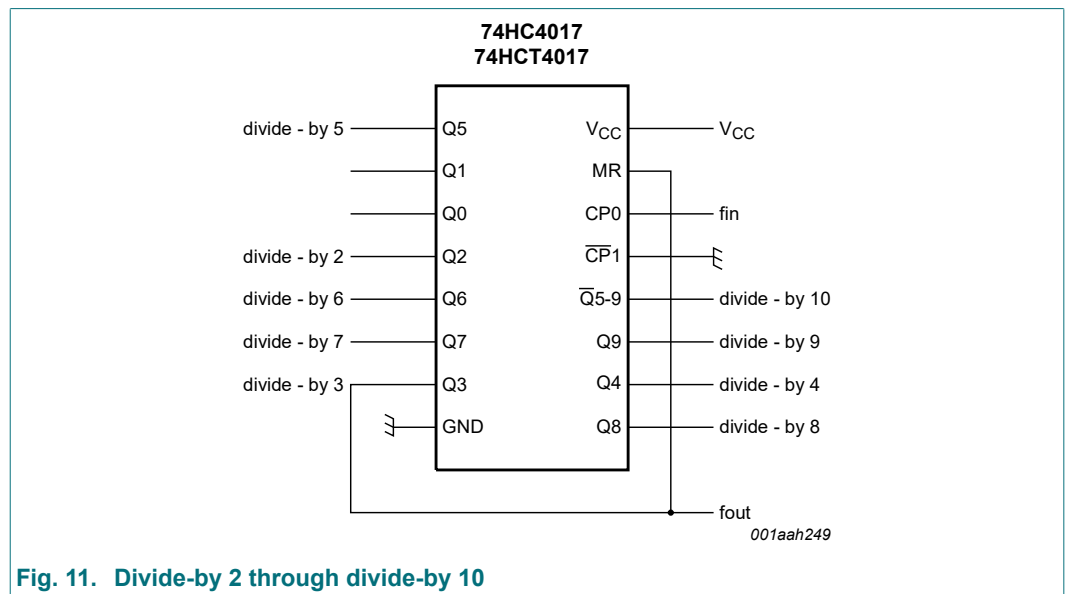 74HC4017
74HCT4017
divide - by 5
Q5
VCC
VCC
Q1
MR
Q0
CP0
fin
divide - by 2
Q2
C̅P̅1
divide - by 6
Q6
Q̅5-9
divide - by 10
divide - by 7
Q7
Q9
divide - by 9
divide - by 3
Q3
Q4
divide - by 4
GND
Q8
divide - by 8
fout
001aah249
Fig. 11. Divide-by 2 through divide-by 10